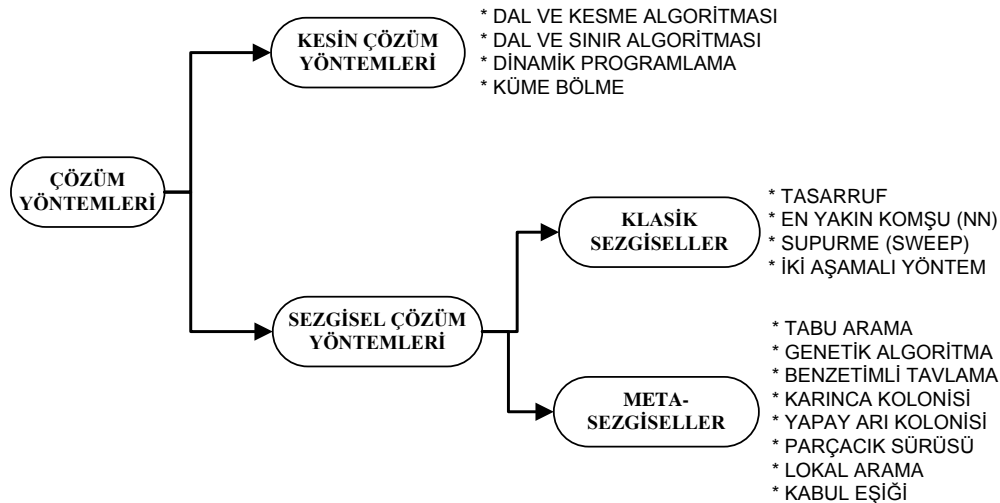 KESİN ÇÖZÜM
YÖNTEMLERİ
* DAL VE KESME ALGORİTMASI
* DAL VE SINIR ALGORİTMASI
* DİNAMİK PROGRAMLAMA
* KÜME BÖLME
ÇÖZÜM
YÖNTEMLERİ
KLASİK
SEZGİSELLER
* TASARRUF
* EN YAKIN KOMŞU (NN)
* SUPURME (SWEEP)
* İKİ AŞAMALI YÖNTEM
SEZGİSEL ÇÖZÜM
YÖNTEMLERİ
META-
SEZGİSELLER
* TABU ARAMA
* GENETİK ALGORİTMA
* BENZETİMLİ TAVLAMA
* KARINCA KOLONİSİ
* YAPAY ARI KOLONİSİ
* PARÇACIK SÜRÜSÜ
* LOKAL ARAMA
* KABUL EŞİĞİ